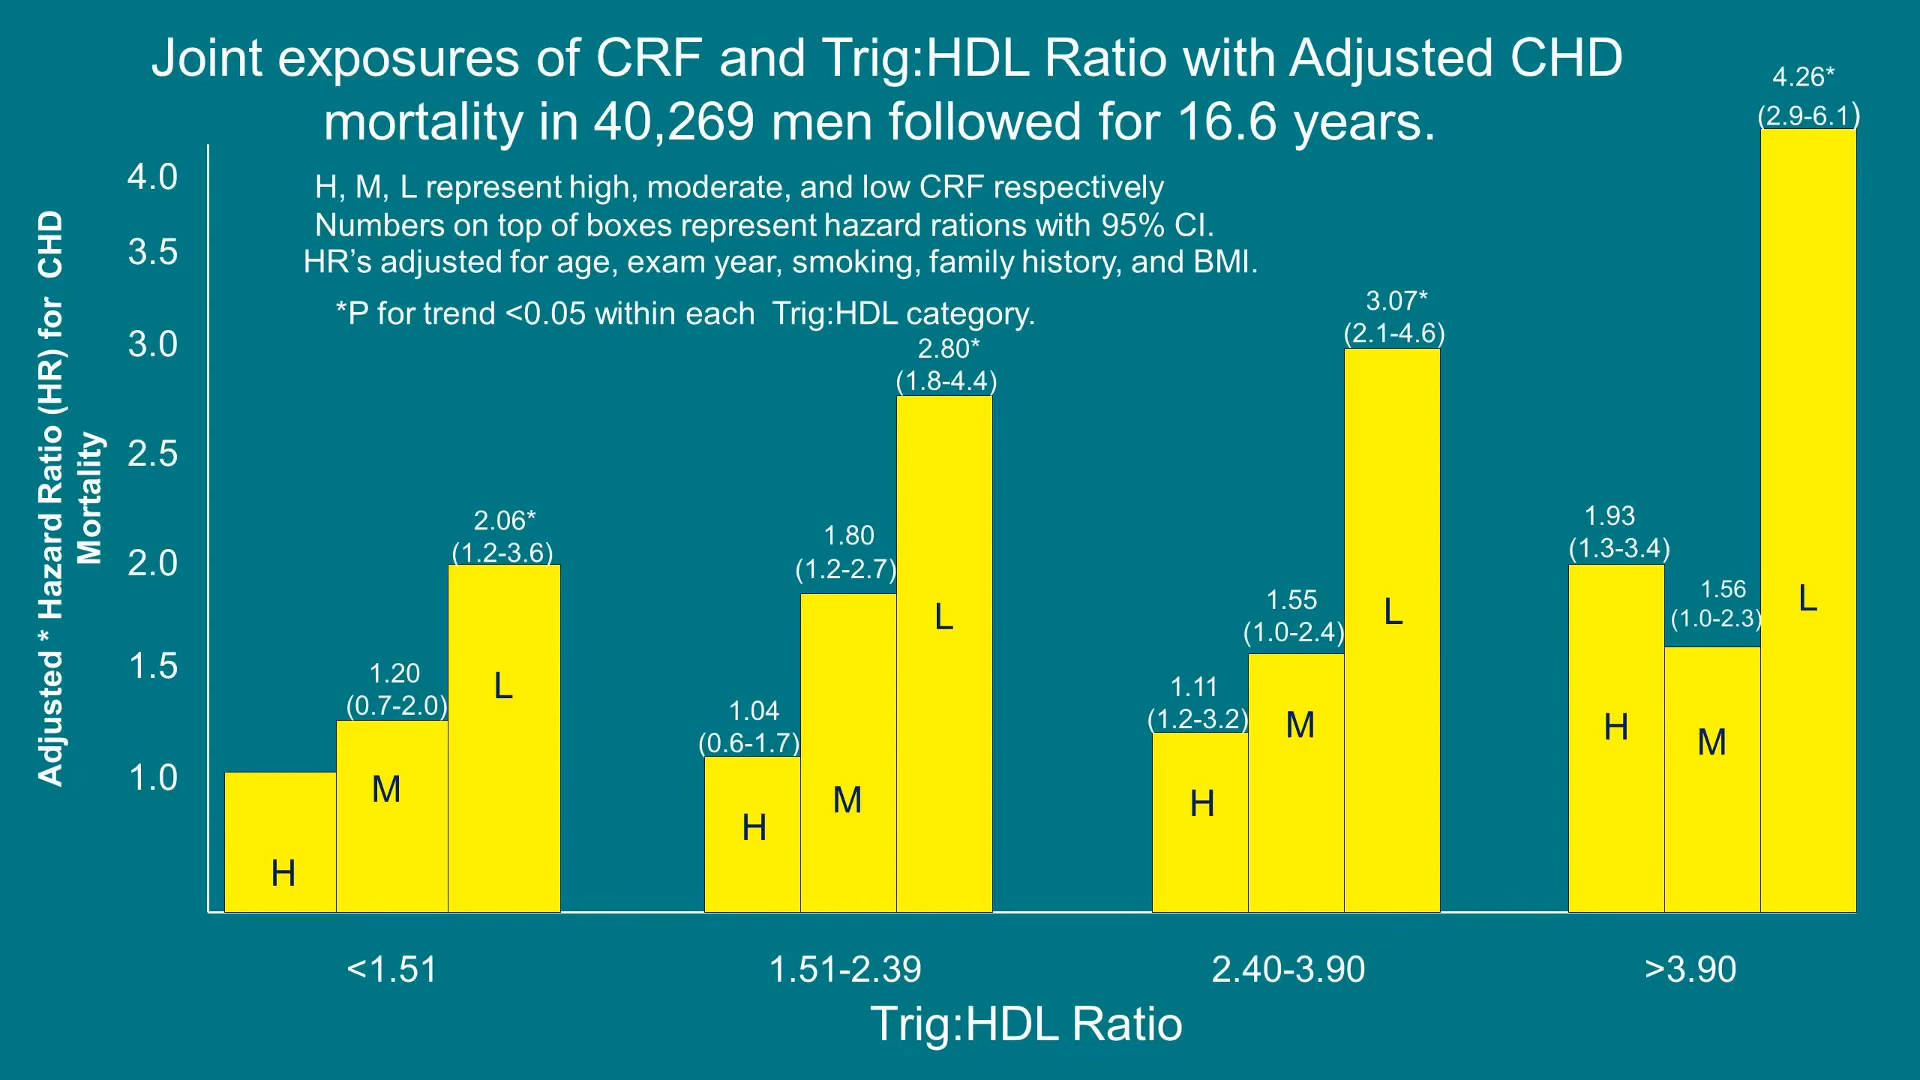 Joint exposures of CRF and Trig:HDL Ratio with Adjusted CHD
mortality in 40,269 men followed for 16.6 years.
H, M, L represent high, moderate, and low CRF respectively
Numbers on top of boxes represent hazard rations with 95% CI.
HR’s adjusted for age, exam year, smoking, family history, and BMI.
*P for trend <0.05 within each Trig:HDL category.
Adjusted * Hazard Ratio (HR) for CHD
Mortality
4.0
3.5
3.0
2.5
2.0
1.5
1.0
H
1.20
(0.7-2.0)
M
2.06*
(1.2-3.6)
L
1.04
(0.6-1.7)
H
1.80
(1.2-2.7)
M
2.80*
(1.8-4.4)
L
1.11
(1.2-3.2)
H
1.55
(1.0-2.4)
M
3.07*
(2.1-4.6)
L
1.93
(1.3-3.4)
H
1.56
(1.0-2.3)
M
4.26*
(2.9-6.1)
L
<1.51
1.51-2.39
2.40-3.90
>3.90
Trig:HDL Ratio